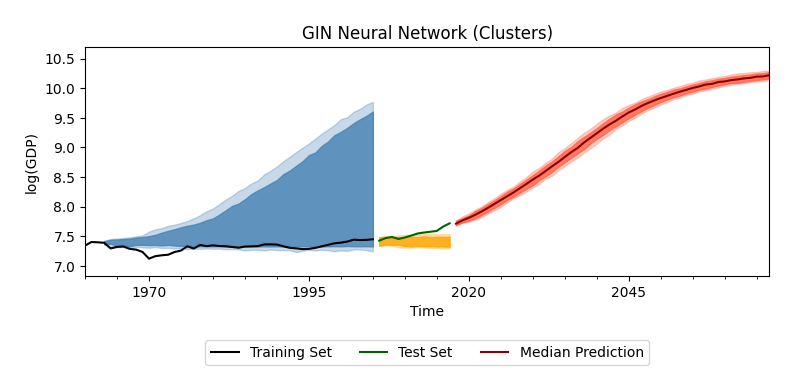 GIN Neural Network (Clusters)
10.5
10.0
9.5
9.0
8.5
8.0
7.5
7.0
log(GDP)
1970 1995 2020 2045
Time
Training Set Test Set Median Prediction